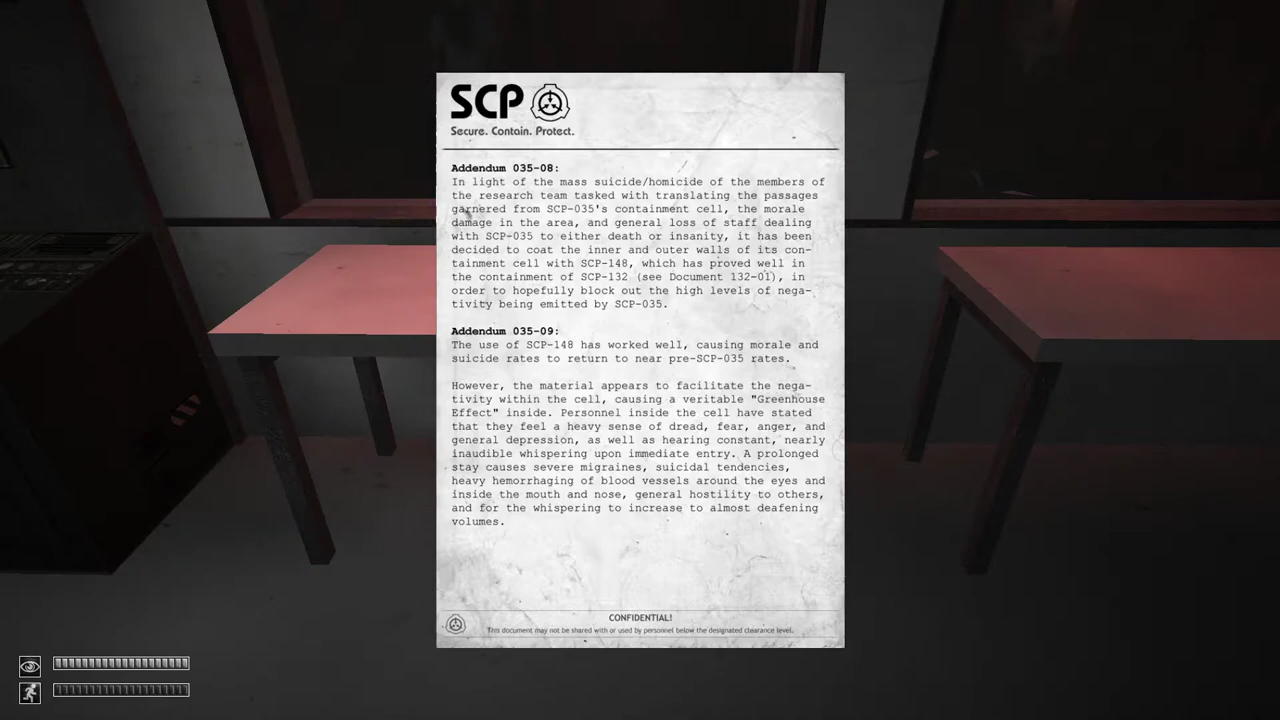 SCP
Secure. Contain. Protect.
Addendum 035-08:
In light of the mass suicide/homicide of the members of
the research team tasked with translating the passages
garnered from SCP-035's containment cell, the morale
damage in the area, and general loss of staff dealing
with SCP-035 to either death or insanity, it has been
decided to coat the inner and outer walls of its con-
tainment cell with SCP-148, which has proved well in
the containment of SCP-132 (see Document 132-01), in
order to hopefully block out the high levels of nega-
tivity being emitted by SCP-035.
Addendum 035-09:
The use of SCP-148 has worked well, causing morale and
suicide rates to return to near pre-SCP-035 rates.
However, the material appears to facilitate the nega-
tivity within the cell, causing a veritable "Greenhouse
Effect" inside. Personnel inside the cell have stated
that they feel a heavy sense of dread, fear, anger, and
general depression, as well as hearing constant, nearly
inaudible whispering upon immediate entry. A prolonged
stay causes severe migraines, suicidal tendencies,
heavy hemorrhaging of blood vessels around the eyes and
inside the mouth and nose, general hostility to others,
and for the whispering to increase to almost deafening
volumes.
CONFIDENTIAL!
This document may not be shared with or used by personnel below the designated clearance level.